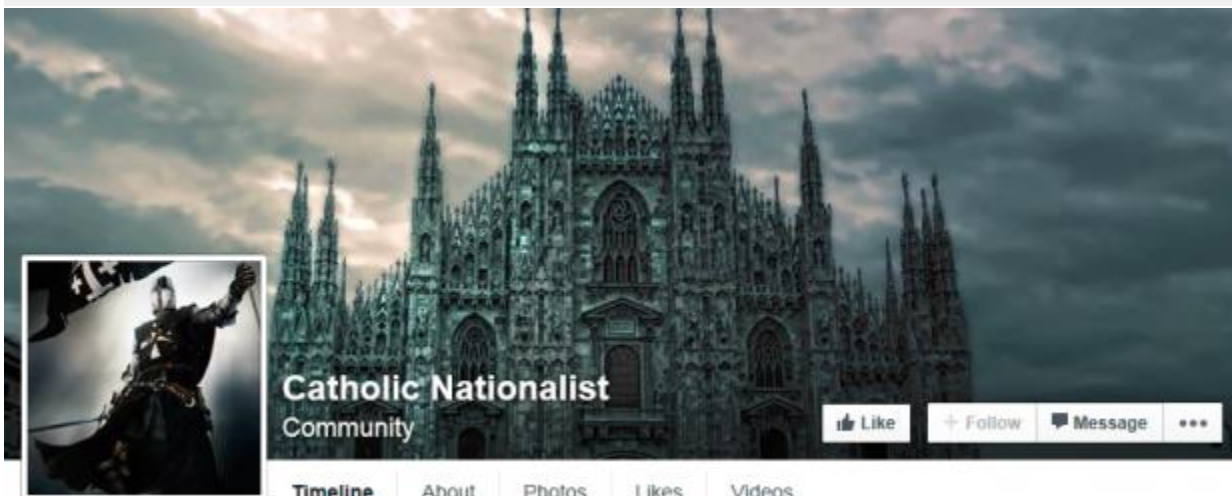 Catholic Nationalist
Community
Like
+ Follow
Message
•••
Timeline About Photos Likes Videos